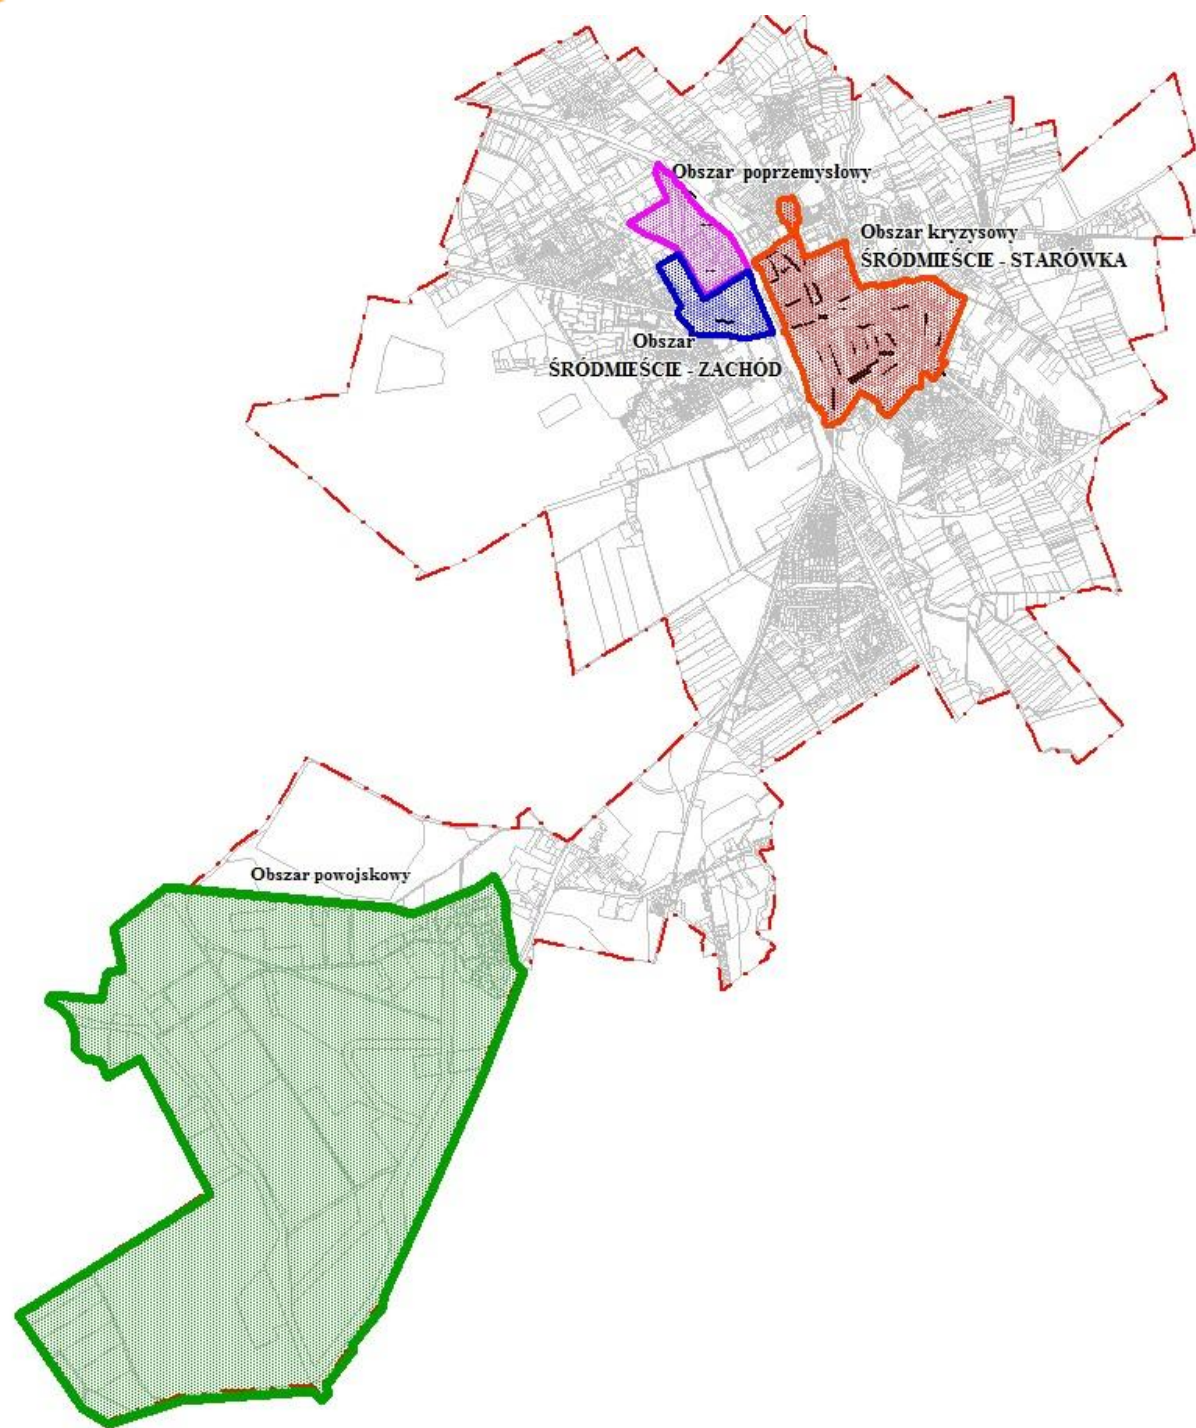 Obszar poprzemysłowy
Obszar kryzysowy
ŚRÓDMIEŚCIE - STARÓWKA
Obszar
ŚRÓDMIEŚCIE - ZACHÓD
Obszar powojskowy